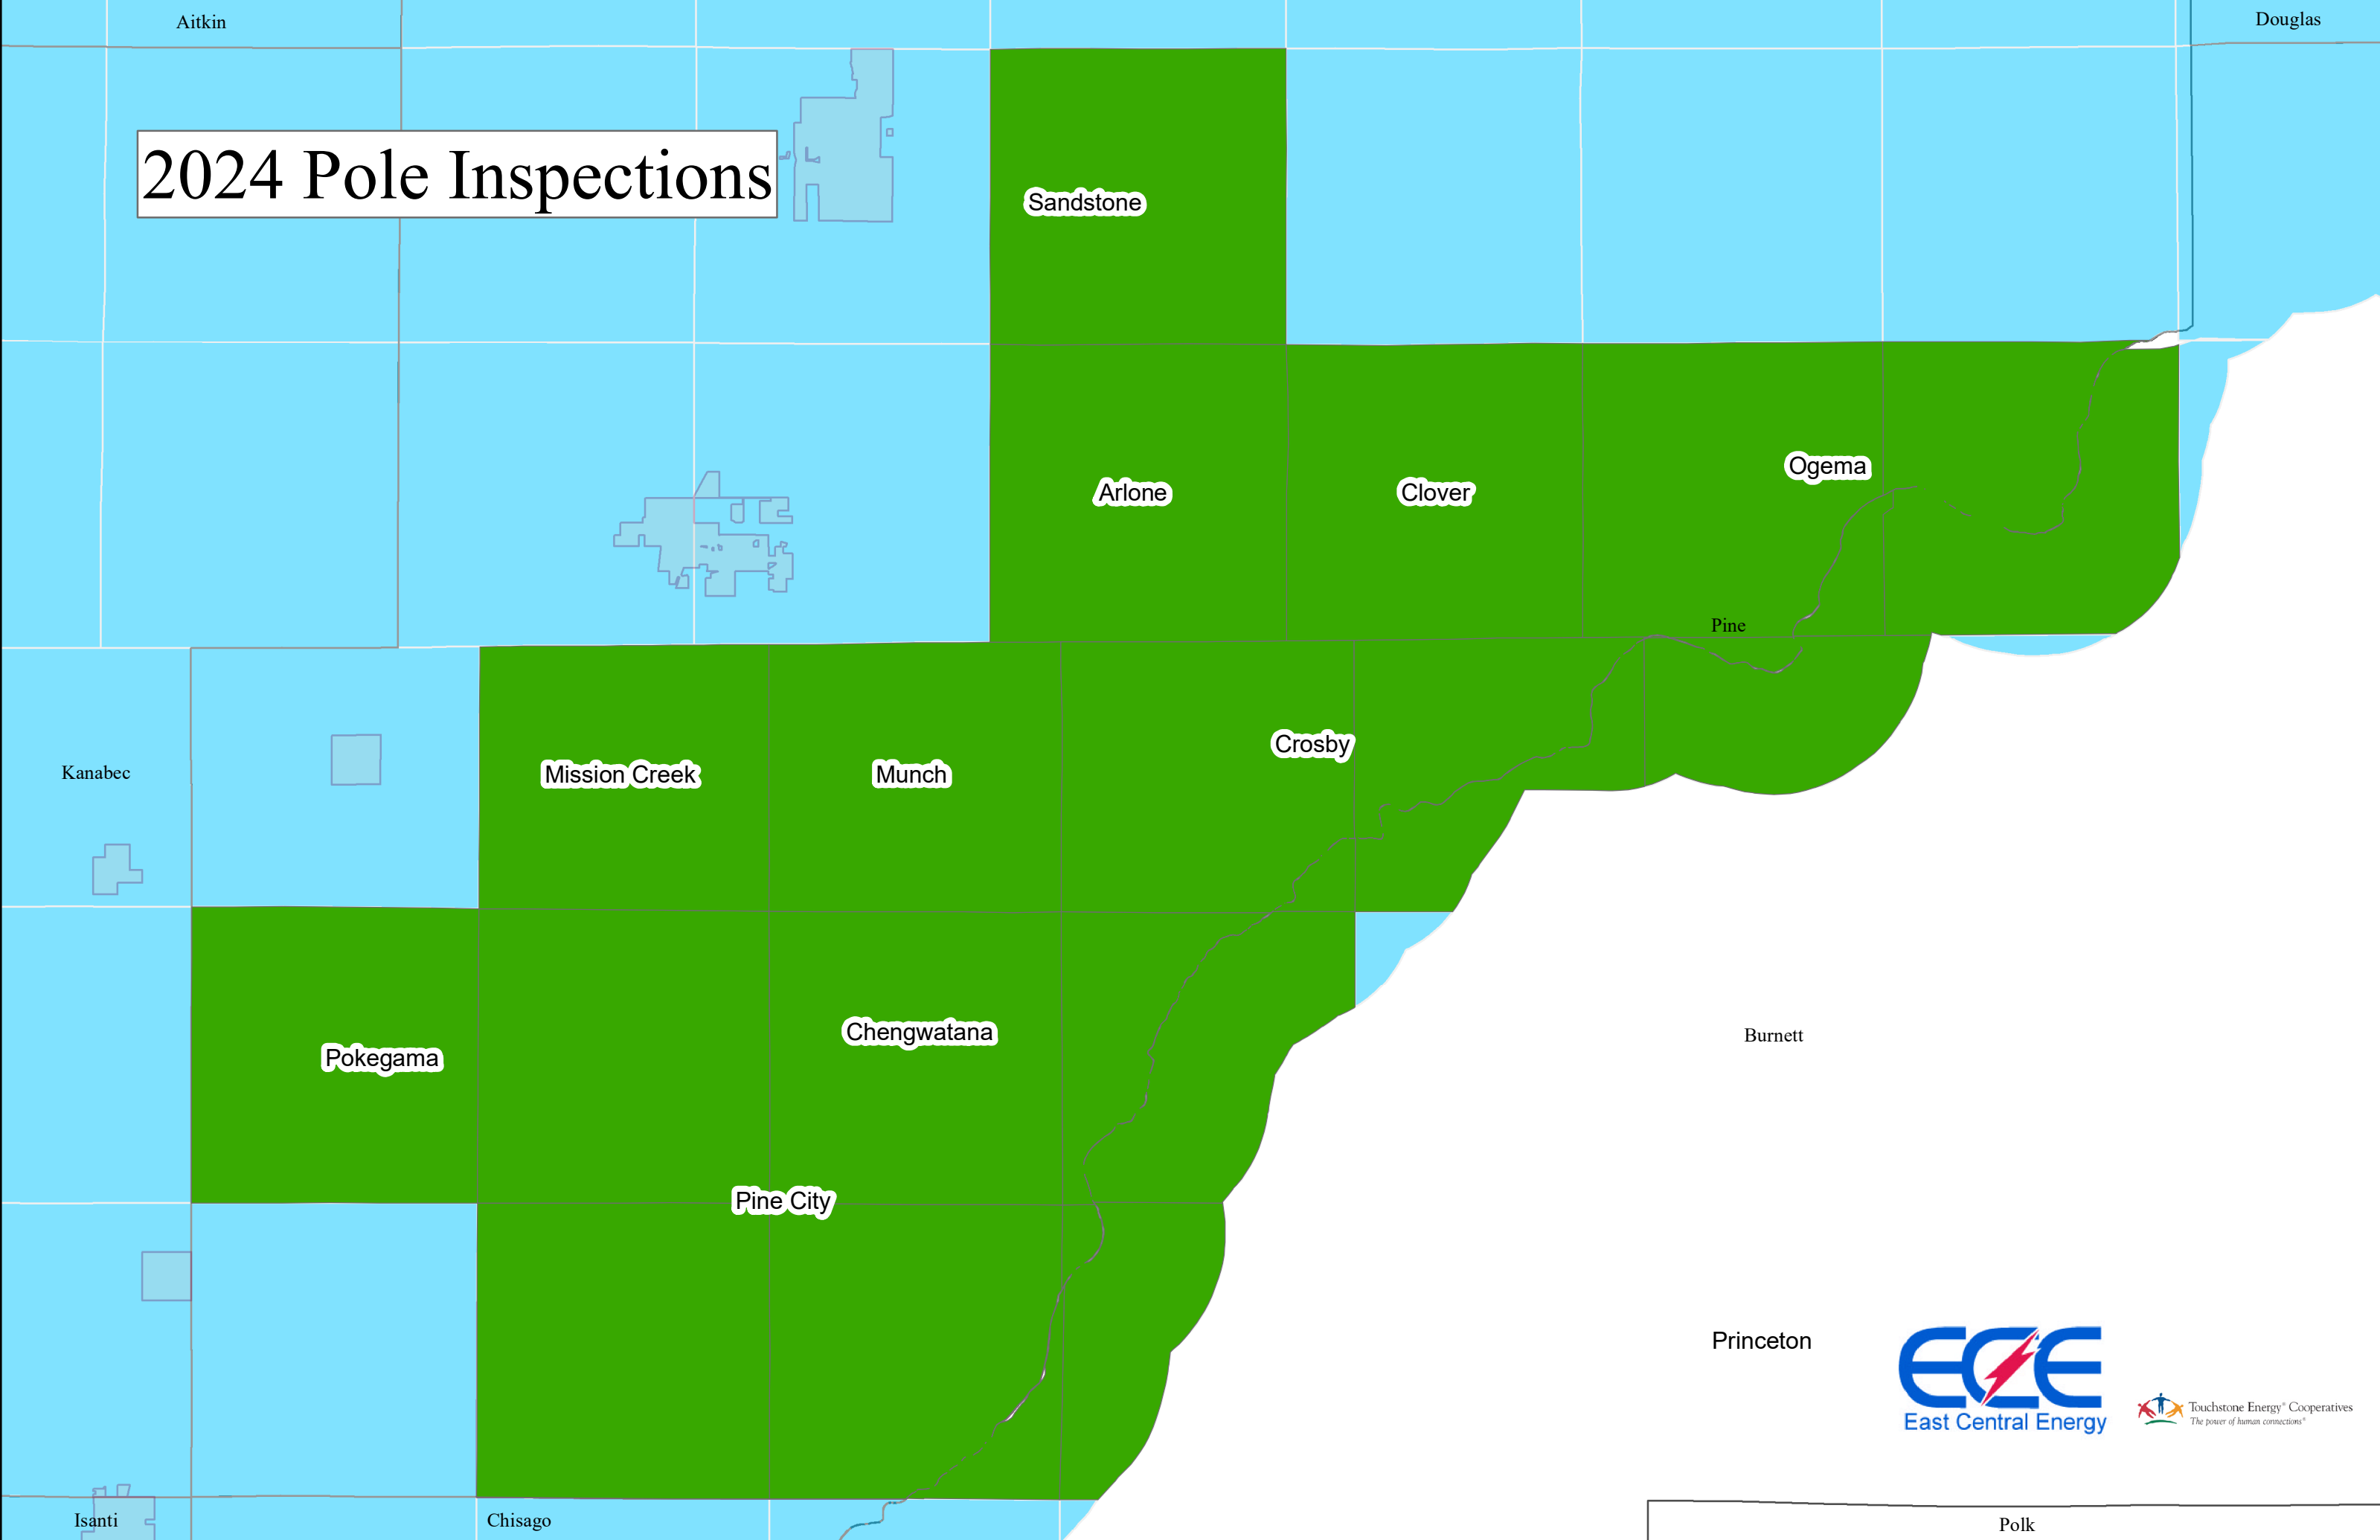 Aitkin
Douglas
2024 Pole Inspections
Sandstone
Arlone
Clover
Ogema
Pine
Kanabec
Mission Creek
Munch
Crosby
Pokegama
Chengwatana
Burnett
Pine City
Princeton
ECE
East Central Energy
Touchstone Energy® Cooperatives
The power of human connections®
Isanti
Chisago
Polk